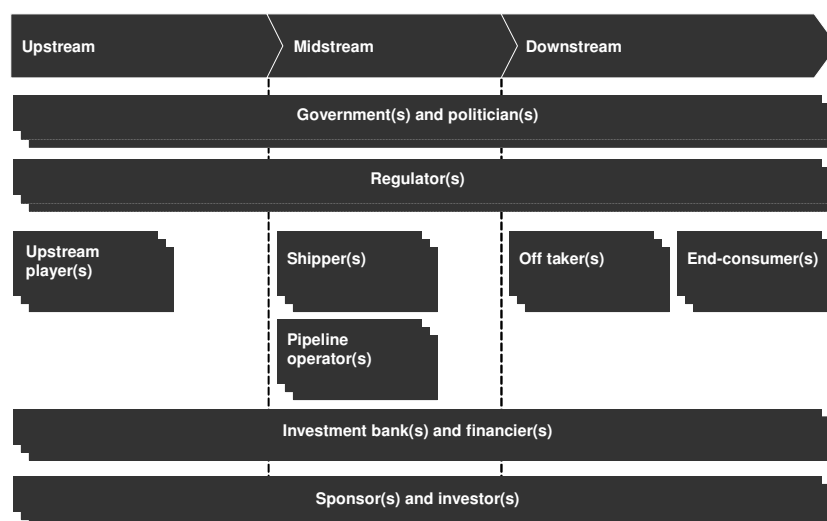 Upstream
Midstream
Downstream
Government(s) and politician(s)
Regulator(s)
Upstream
player(s)
Shipper(s)
Off taker(s)
End-consumer(s)
Pipeline
operator(s)
Investment bank(s) and financier(s)
Sponsor(s) and investor(s)